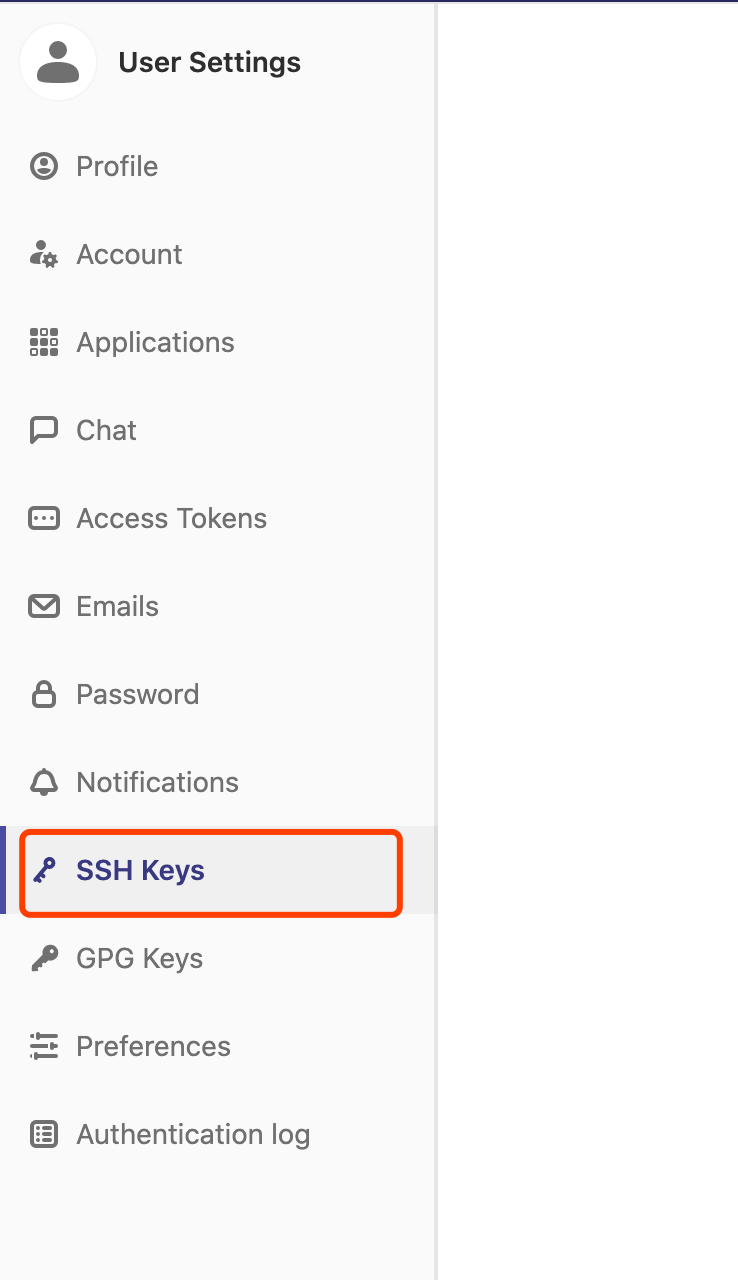 User Settings
Profile
Account
Applications
Chat
Access Tokens
Emails
Password
Notifications
SSH Keys
GPG Keys
Preferences
Authentication log